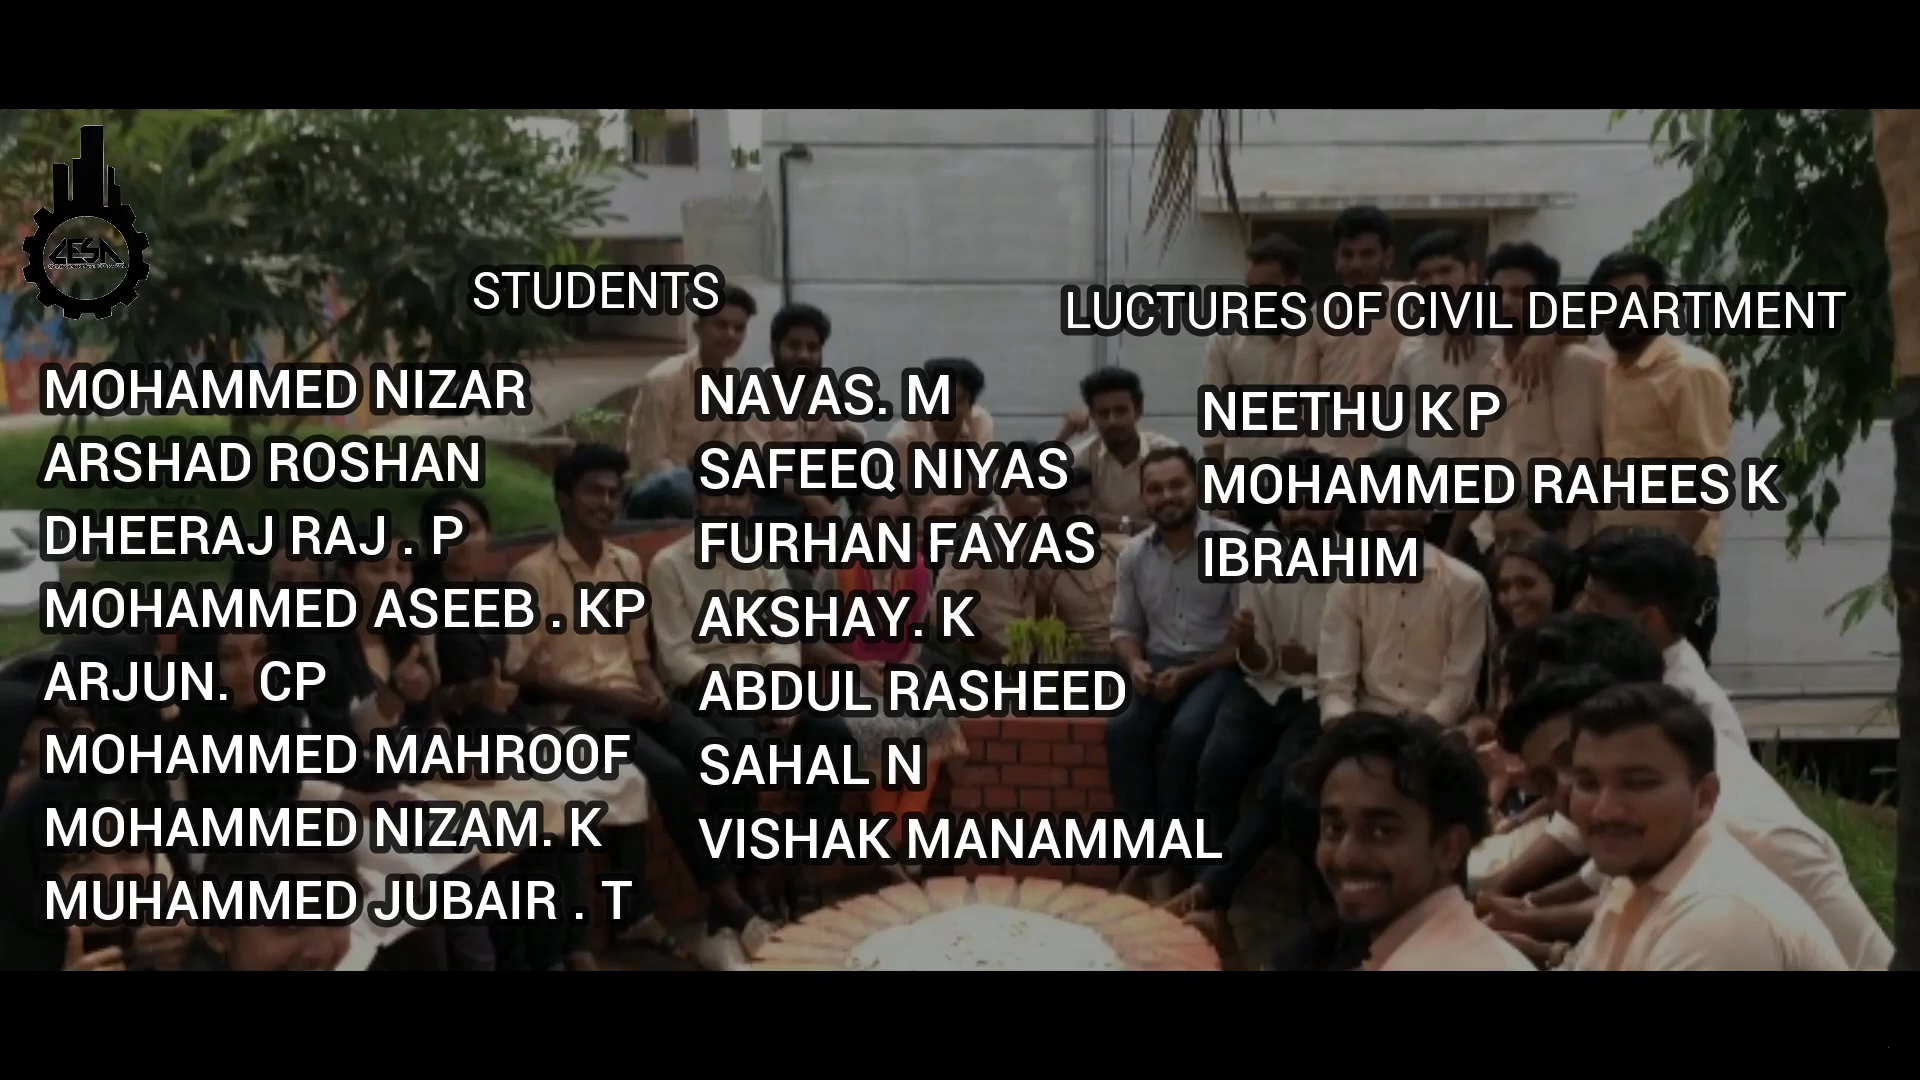 CESA
STUDENTS
MOHAMMED NIZAR
ARSHAD ROSHAN
DHEERAJ RAJ . P
MOHAMMED ASEEB . KP
ARJUN. CP
MOHAMMED MAHROOF
MOHAMMED NIZAM. K
MUHAMMED JUBAIR . T
NAVAS. M
SAFEEQ NIYAS
FURHAN FAYAS
AKSHAY. K
ABDUL RASHEED
SAHAL N
VISHAK MANAMMAL
LUCTURES OF CIVIL DEPARTMENT
NEETHU K P
MOHAMMED RAHEES K
IBRAHIM